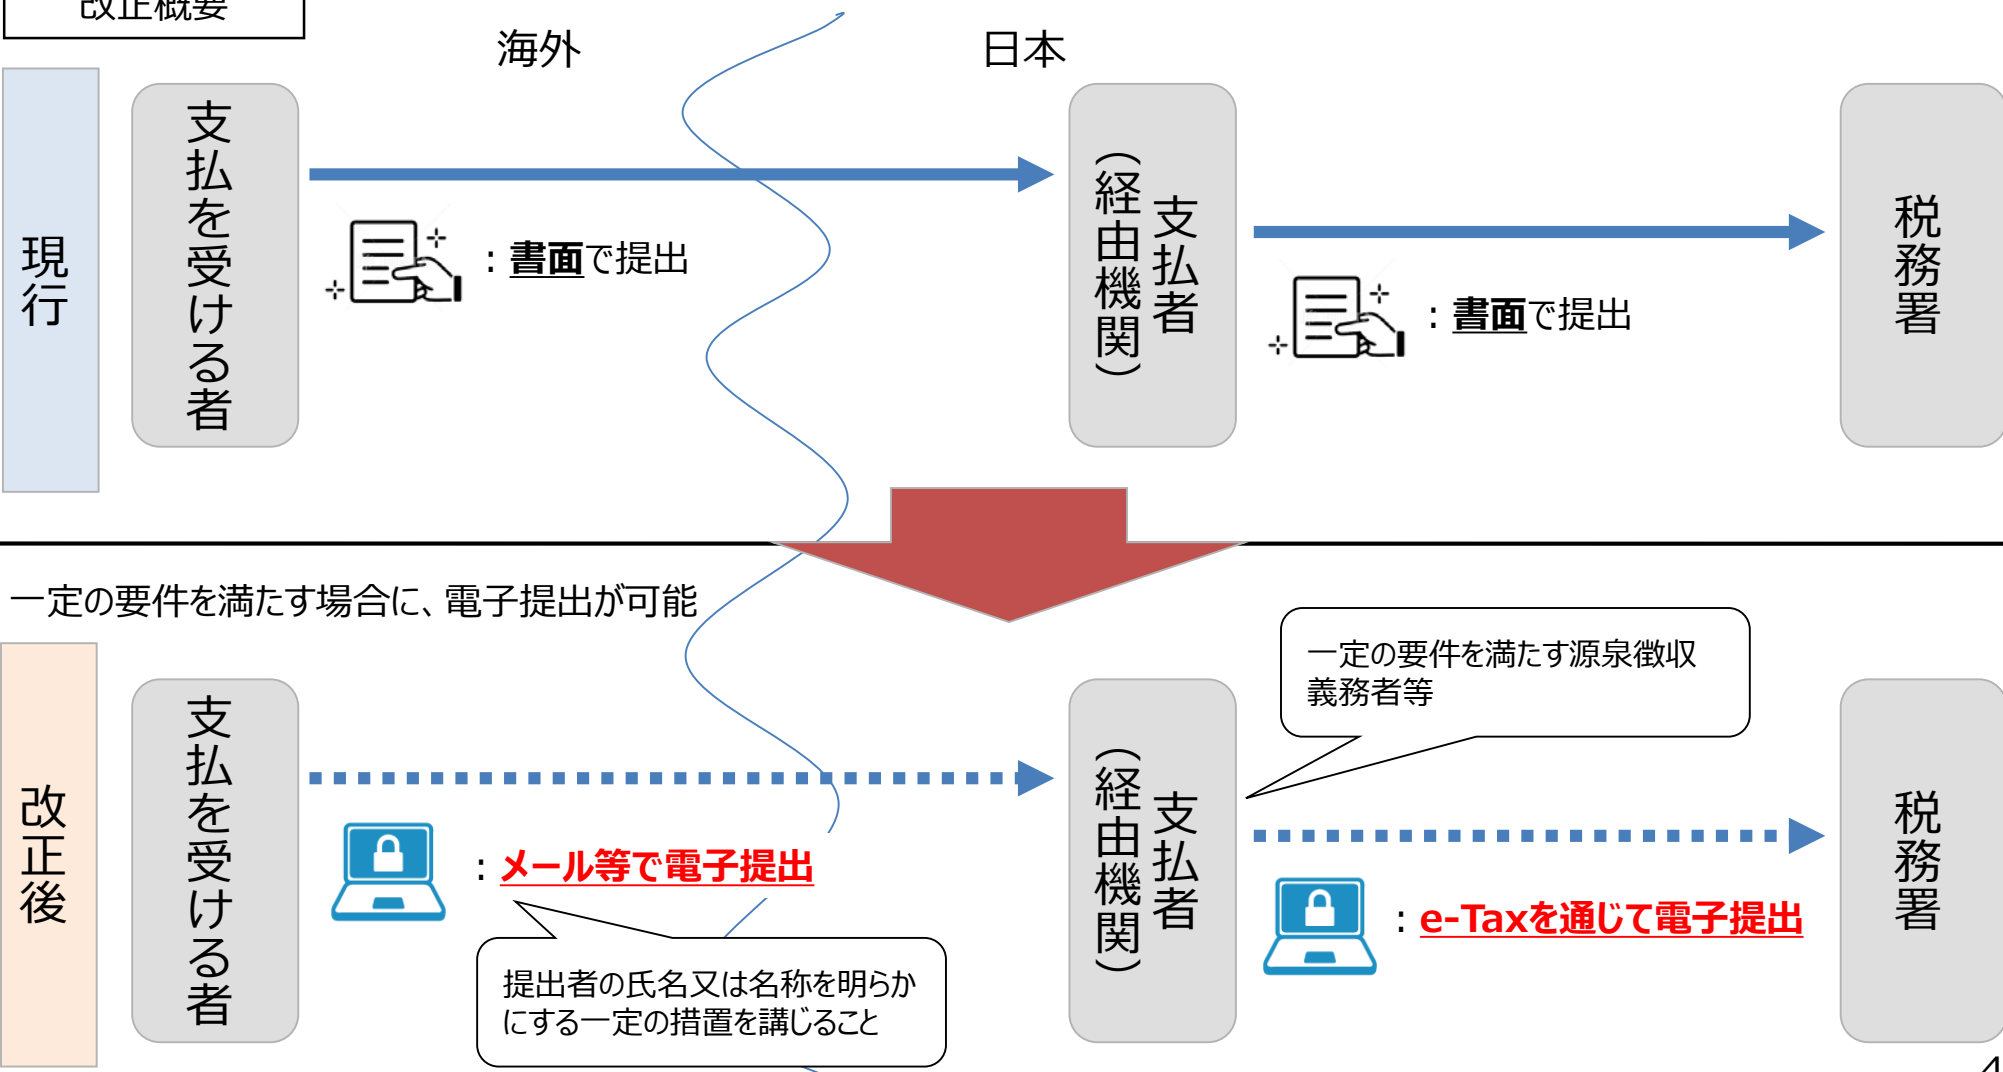 改正概要
海外
日本
現行
支払を受ける者
：書面で提出
支払者
（経由機関）
：書面で提出
税務署
一定の要件を満たす場合に、電子提出が可能
改正後
支払を受ける者
：メール等で電子提出
提出者の氏名又は名称を明らか
にする一定の措置を講じること
支払者
（経由機関）
一定の要件を満たす源泉徴収
義務者等
：e-Taxを通じて電子提出
税務署
4